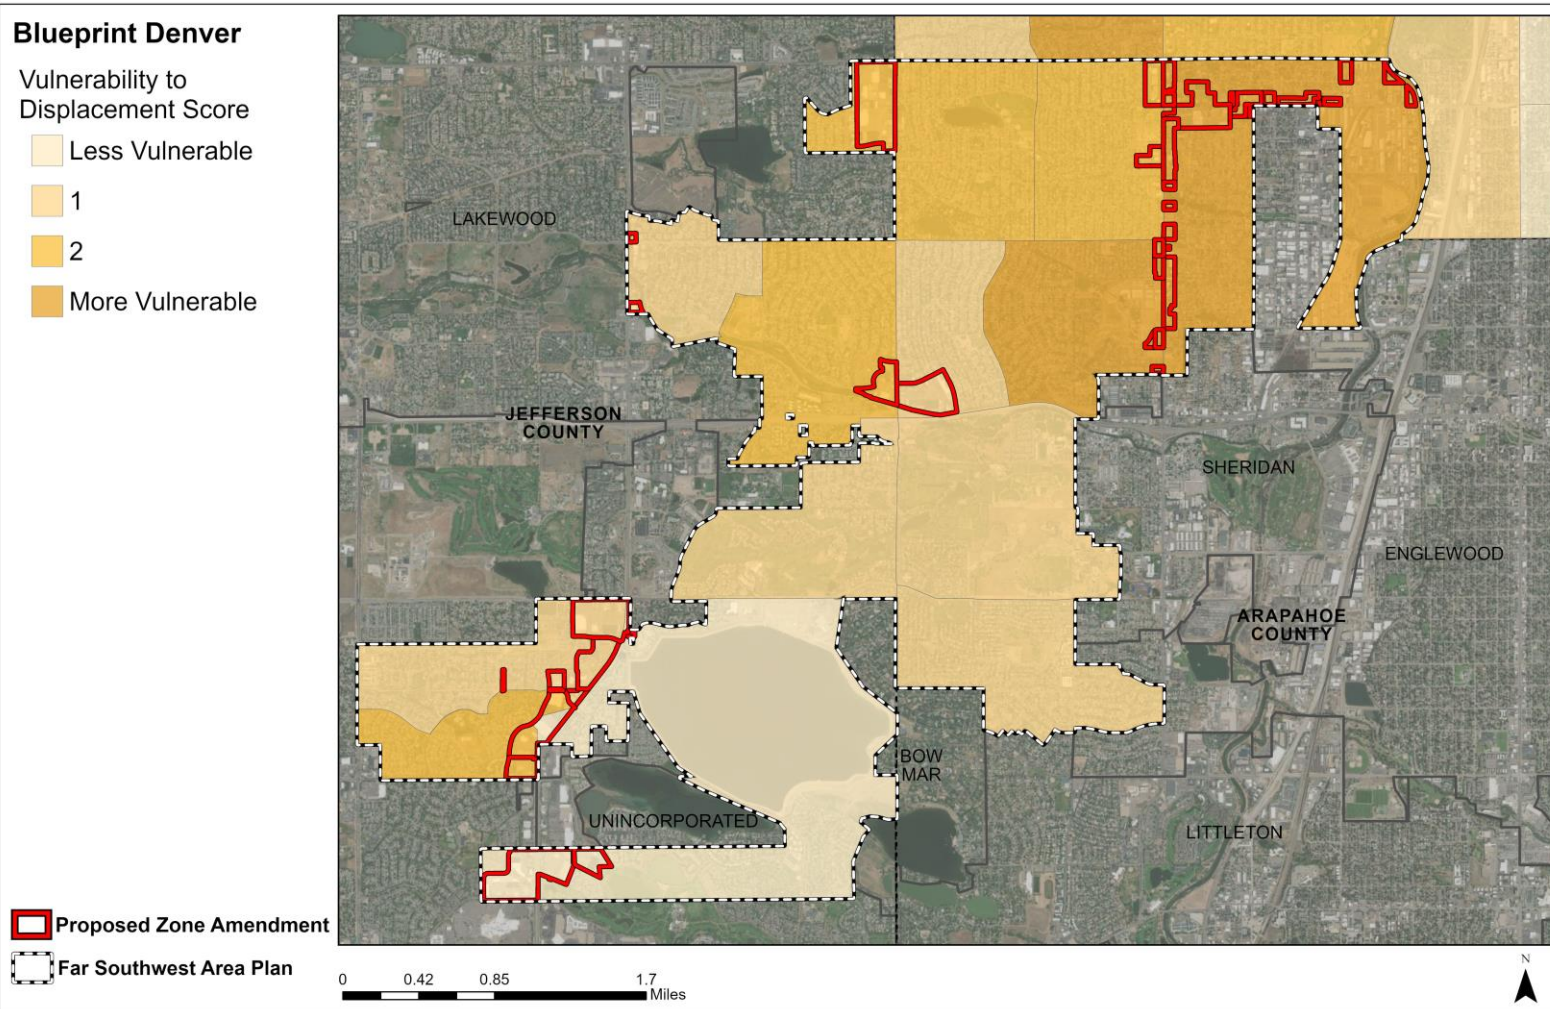 Blueprint Denver
Vulnerability to
Displacement Score
Less Vulnerable
1
2
More Vulnerable
Proposed Zone Amendment
Far Southwest Area Plan
LAKEWOOD
JEFFERSON
COUNTY
SHERIDAN
ENGLEWOOD
ARAPAHOE
COUNTY
BOW
MAR
UNINCORPORATED
LITTLETON
0 0.42 0.85 1.7
Miles
N